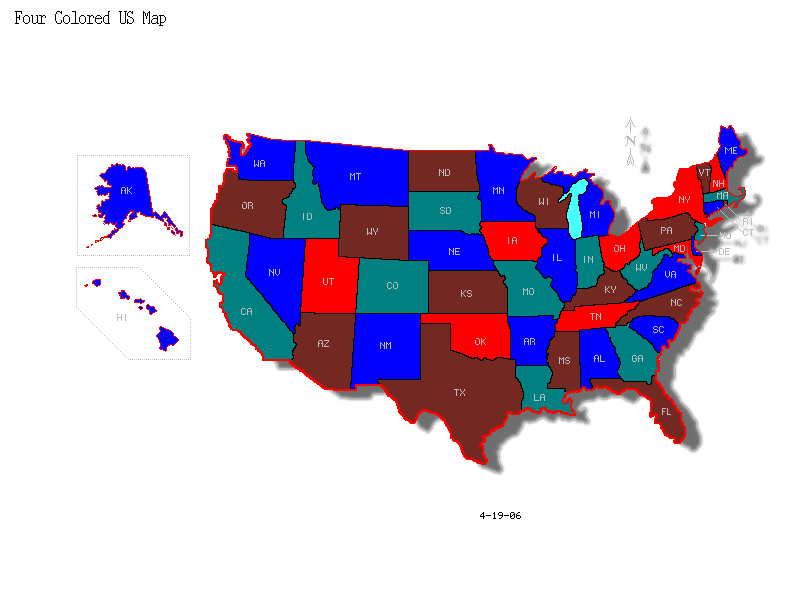 Four Colored US Map
WA
MT
ND
MN
ME
VT
NH
AK
OR
ID
SD
WI
MI
NY
MA
RI
CT
WY
IA
PA
NE
IL
IN
OH
NJ
MD
DE
NV
UT
CO
KS
MO
KY
WV
VA
CA
HI
AZ
NM
OK
AR
TN
NC
SC
MS
AL
GA
TX
LA
FL
N
4-19-06